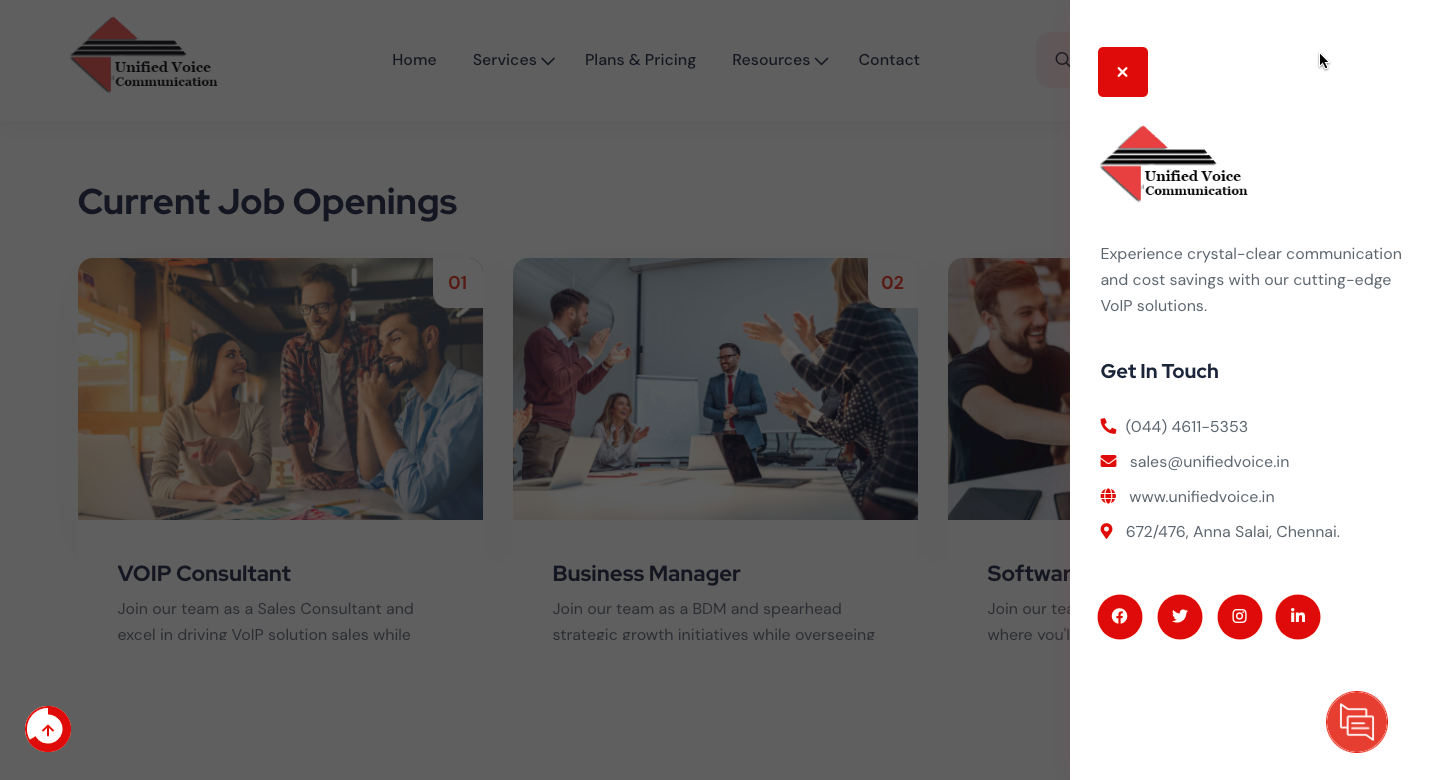 Unified Voice
Communication
Home
Services
Plans & Pricing
Resources
Contact
Current Job Openings
01
02
VOIP Consultant
Join our team as a Sales Consultant and
excel in driving VoIP solution sales while
Business Manager
Join our team as a BDM and spearhead
strategic growth initiatives while overseeing
Softwar
Join our tea
where you'l
Unified Voice
Communication
Experience crystal-clear communication
and cost savings with our cutting-edge
VoIP solutions.
Get In Touch
(044) 4611-5353
sales@unifiedvoice.in
www.unifiedvoice.in
672/476, Anna Salai, Chennai.